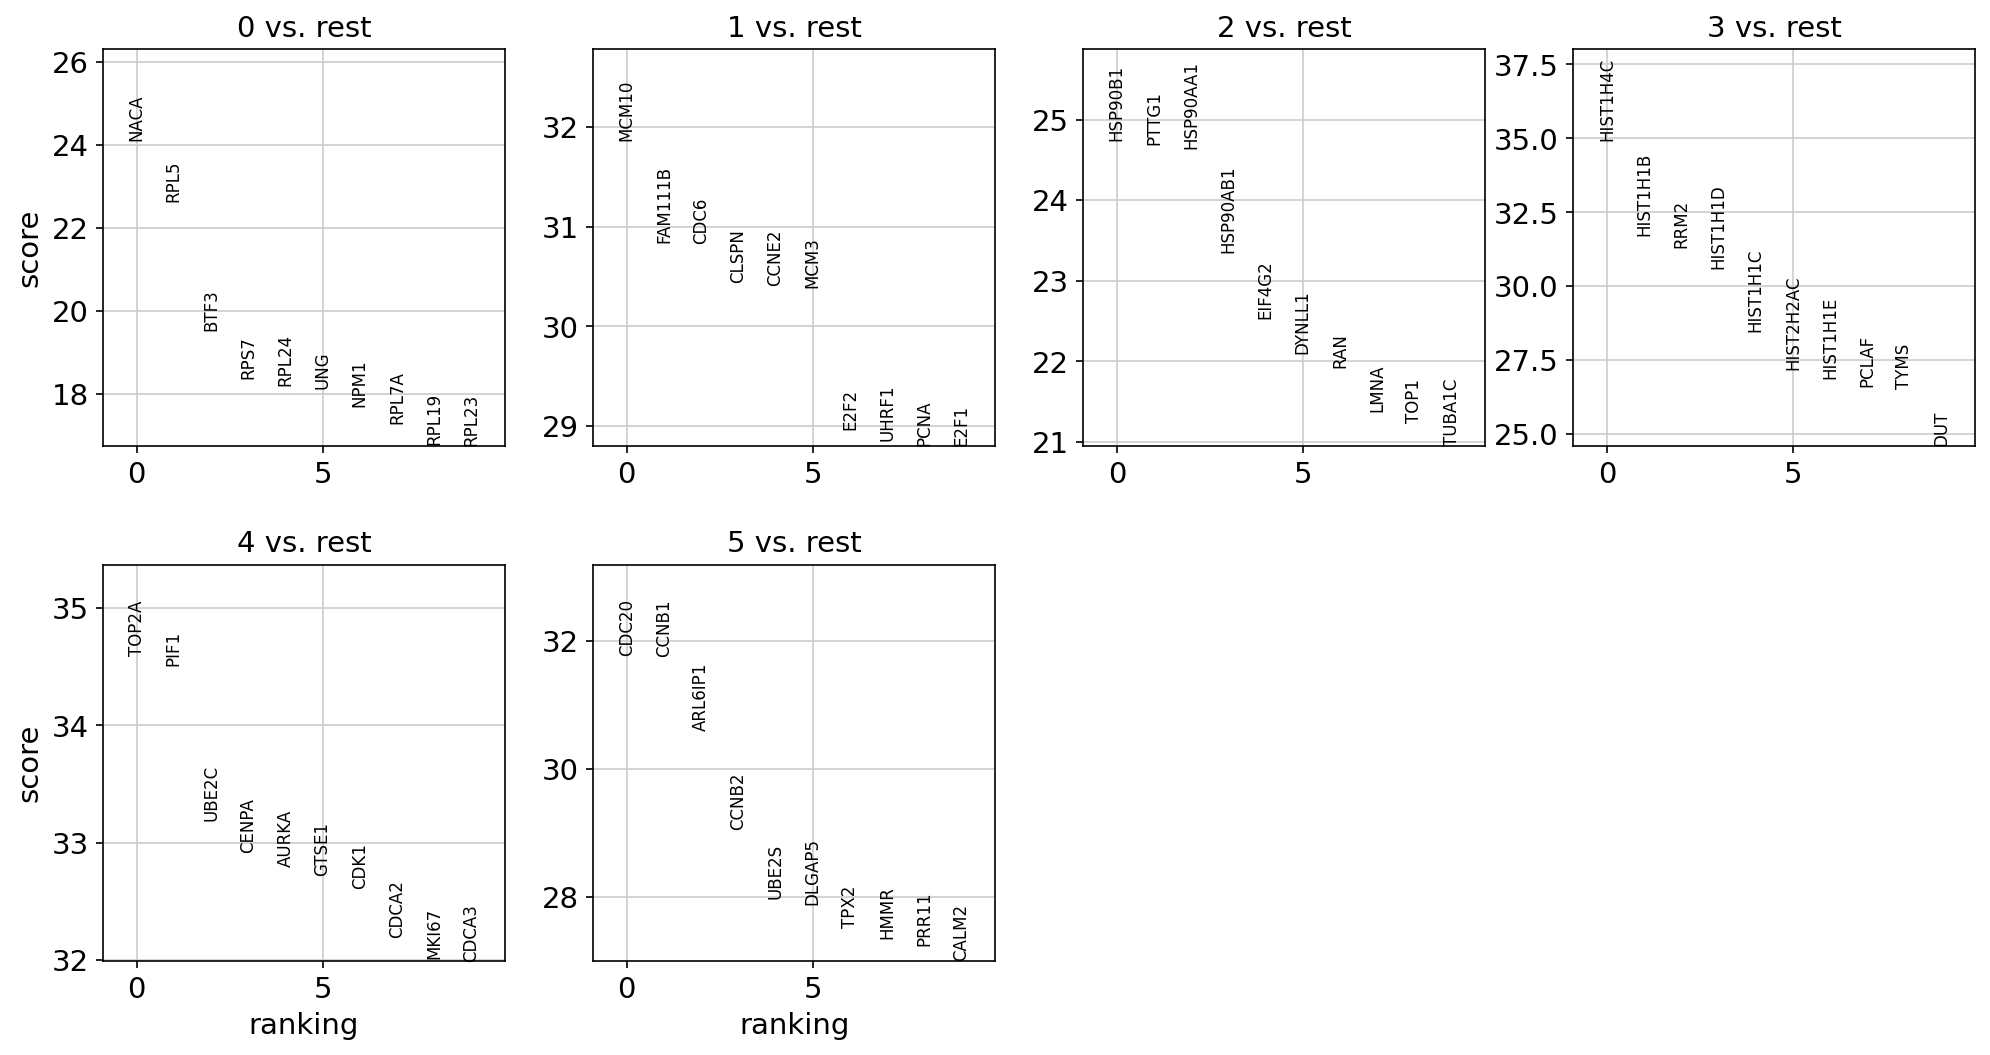 0 vs. rest
score
26
24
22
20
18
0
5
NACA
RPL5
BTF3
RPS7
RPL24
UNG
NPM1
RPL7A
RPL19
RPL23
1 vs. rest
32
31
30
29
0
5
MCM10
FAM111B
CDC6
CLSPN
CCNE2
MCM3
E2F2
UHRF1
PCNA
E2F1
2 vs. rest
25
24
23
22
21
0
5
HSP90B1
PTTG1
HSP90AA1
HSP90AB1
EIF4G2
DYNLL1
RAN
LMNA
TOP1
TUBA1C
3 vs. rest
37.5
35.0
32.5
30.0
27.5
25.0
0
5
HIST1H4C
HIST1H1B
RRM2
HIST1H1D
HIST1H1C
HIST2H2AC
HIST1H1E
PCLAF
TYMS
DUT
4 vs. rest
score
35
34
33
32
0
5
ranking
TOP2A
PIF1
UBE2C
CENPA
AURKA
GTSE1
CDK1
CDCA2
MKI67
CDCA3
5 vs. rest
32
30
28
0
5
ranking
CDC20
CCNB1
ARL6IP1
CCNB2
UBE2S
DLGAP5
TPX2
HMMR
PRR11
CALM2